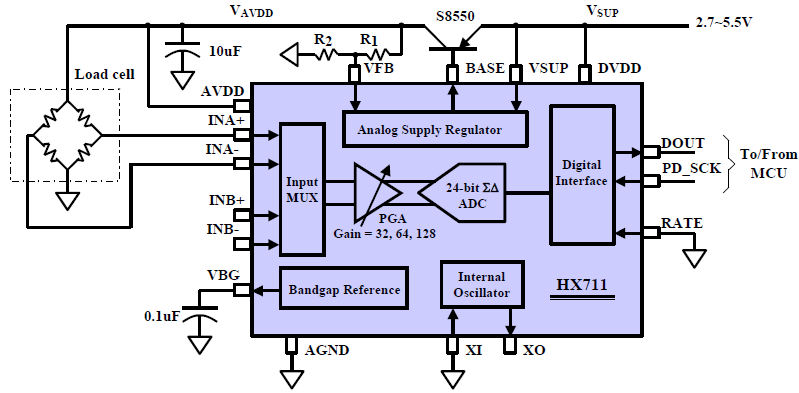 VAVDD
S8550
VSUP
2.7~5.5V
10uF
R2
R1
Load cell
VFB
BASE
VSUP
DVDD
AVDD
INA+
INA-
INB+
INB-
VBG
0.1uF
Analog Supply Regulator
Input
MUX
PGA
Gain = 32, 64, 128
24-bit ΣΔ
ADC
Digital
Interface
DOUT
PD_SCK
To/From
MCU
RATE
Bandgap Reference
Internal
Oscillator
HX711
AGND
XI
XO